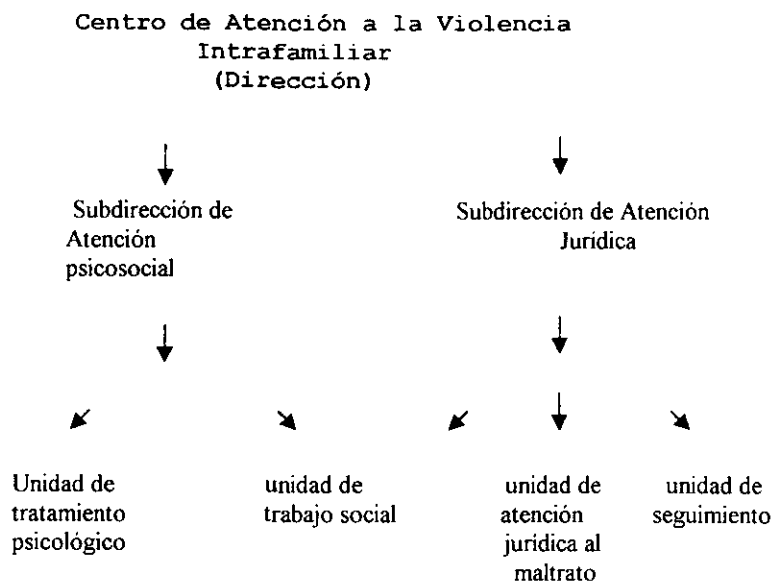 Centro de Atención a la Violencia
Intrafamiliar
(Dirección)
Subdirección de
Atención
psicosocial
Subdirección de Atención
Jurídica
Unidad de
tratamiento
psicológico
unidad de
trabajo social
unidad de
atención
jurídica al
maltrato
unidad de
seguimiento